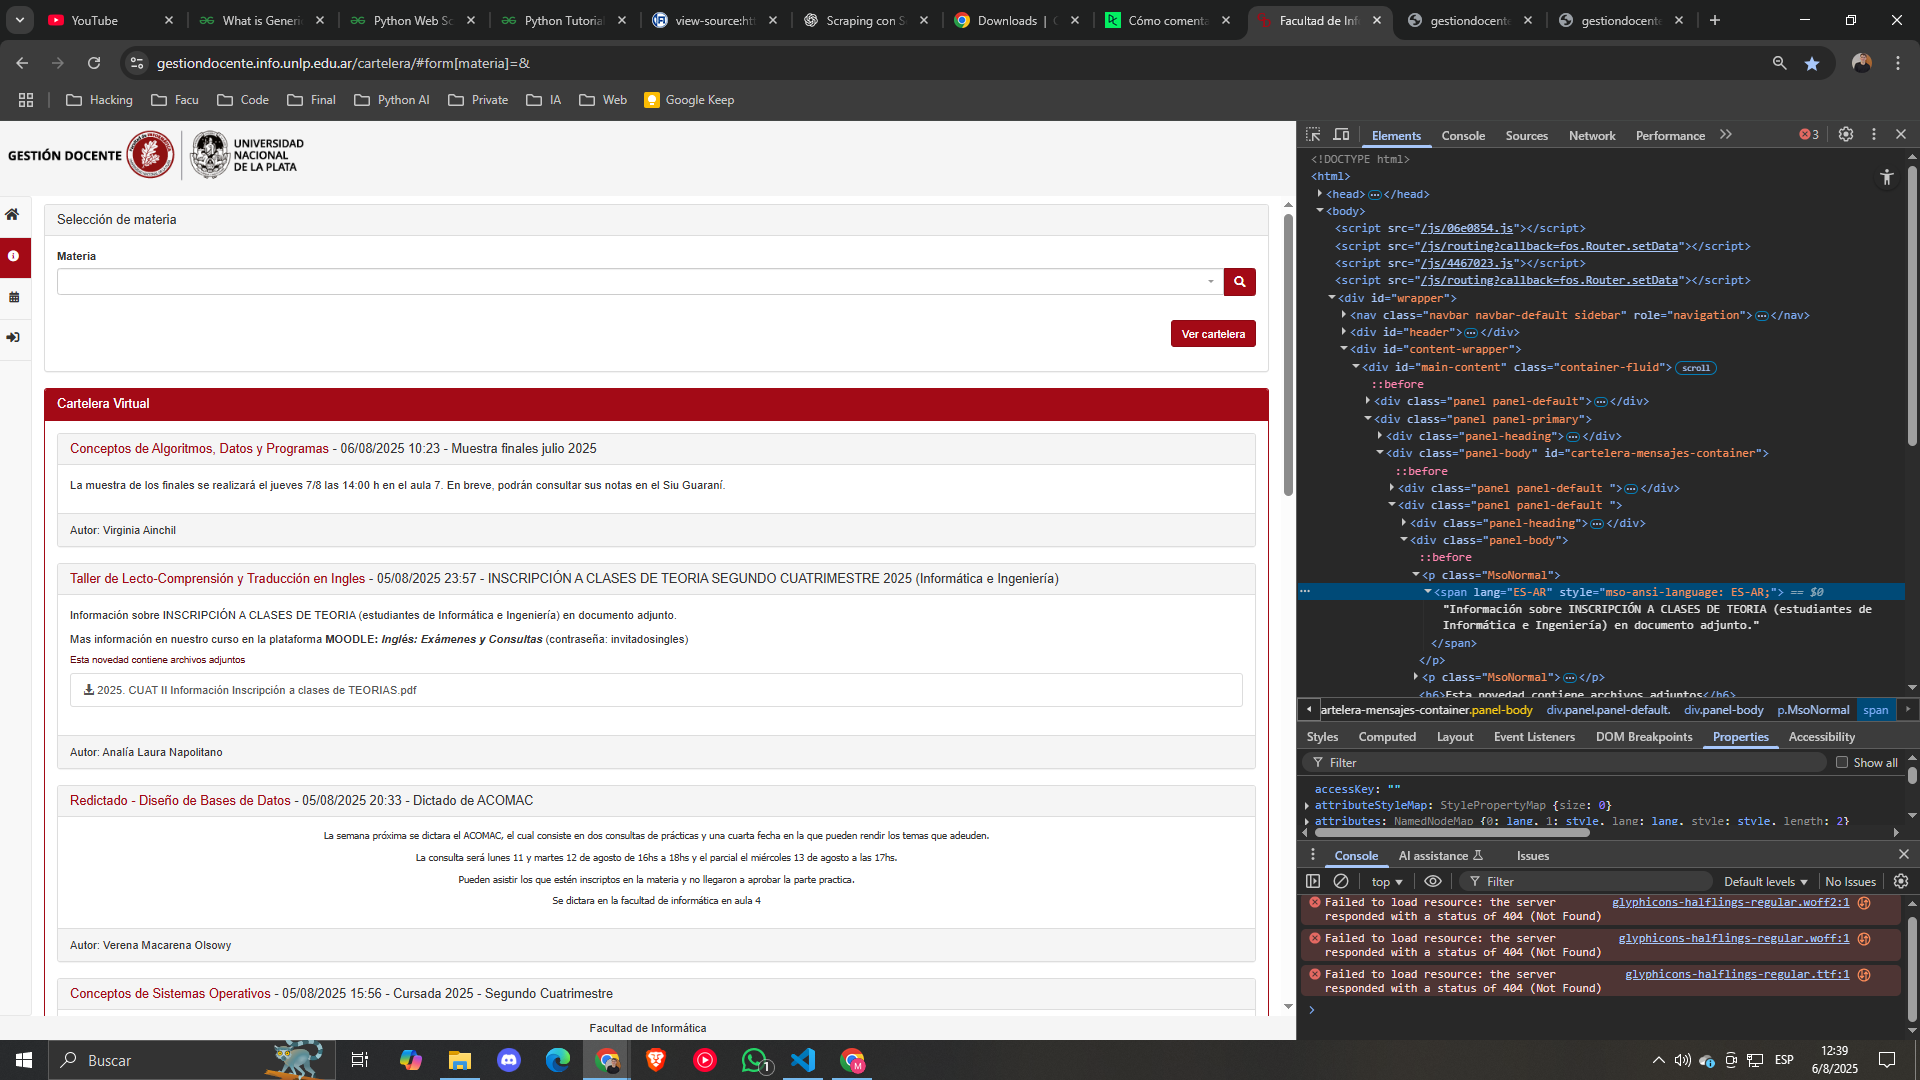 YouTube
What is Generi
Python Web Sc
Python Tutorial
view-source:htt
Scraping con S
Downloads | C
Cómo comenta
Facultad de Inf
gestiondocente
gestiondocente
gestiondocente.info.unlp.edu.ar/cartelera/#form[materia]=&
Hacking
Facu
Code
Final
Python AI
Private
IA
Web
Google Keep
GESTIÓN DOCENTE
UNIVERSIDAD
NACIONAL
DE LA PLATA
Selección de materia
Materia
Ver cartelera
Cartelera Virtual
Conceptos de Algoritmos, Datos y Programas - 06/08/2025 10:23 - Muestra finales julio 2025
La muestra de los finales se realizará el jueves 7/8 las 14:00 h en el aula 7. En breve, podrán consultar sus notas en el Siu Guaraní.
Autor: Virginia Ainchil
Taller de Lecto-Comprensión y Traducción en Ingles - 05/08/2025 23:57 - INSCRIPCIÓN A CLASES DE TEORIA SEGUNDO CUATRIMESTRE 2025 (Informática e Ingeniería)
Información sobre INSCRIPCIÓN A CLASES DE TEORIA (estudiantes de Informática e Ingeniería) en documento adjunto.
Mas información en nuestro curso en la plataforma MOODLE: Inglés: Exámenes y Consultas (contraseña: invitadosingles)
Esta novedad contiene archivos adjuntos
2025. CUAT II Información Inscripción a clases de TEORIAS.pdf
Autor: Analía Laura Napolitano
Redictado - Diseño de Bases de Datos - 05/08/2025 20:33 - Dictado de ACOMAC
La semana próxima se dictara el ACOMAC, el cual consiste en dos consultas de prácticas y una cuarta fecha en la que pueden rendir los temas que adeuden.
La consulta será lunes 11 y martes 12 de agosto de 16hs a 18hs y el parcial el miércoles 13 de agosto a las 17hs.
Pueden asistir los que estén inscriptos en la materia y no llegaron a aprobar la parte practica.
Se dictara en la facultad de informática en aula 4
Autor: Verena Macarena Olsowy
Conceptos de Sistemas Operativos - 05/08/2025 15:56 - Cursada 2025 - Segundo Cuatrimestre
Facultad de Informática
Elements
Console
Sources
Network
Performance
3
<!DOCTYPE html>
<html>
<head>…</head>
<body>
<script src="/js/06e0854.js"></script>
<script src="/js/routing?callback=fos.Router.setData"></script>
<script src="/js/4467023.js"></script>
<script src="/js/routing?callback=fos.Router.setData"></script>
<div id="wrapper">
<nav class="navbar navbar-default sidebar" role="navigation">…</nav>
<div id="header">…</div>
<div id="content-wrapper">
<div id="main-content" class="container-fluid"> scroll
::before
<div class="panel panel-default">…</div>
<div class="panel panel-primary">
<div class="panel-heading">…</div>
<div class="panel-body" id="cartelera-mensajes-container">
::before
<div class="panel panel-default ">…</div>
<div class="panel panel-default ">
<div class="panel-heading">…</div>
<div class="panel-body">
::before
<p class="MsoNormal">
<span lang="ES-AR" style="mso-ansi-language: ES-AR;"> == $0
"Información sobre INSCRIPCIÓN A CLASES DE TEORIA (estudiantes de
Informática e Ingeniería) en documento adjunto."
</span>
</p>
<p class="MsoNormal">…</p>
<h6>Esta novedad contiene archivos adjuntos</h6>
artelera-mensajes-container.panel-body
div.panel.panel-default.
div.panel-body
p.MsoNormal
span
Styles
Computed
Layout
Event Listeners
DOM Breakpoints
Properties
Accessibility
Filter
Show all
accessKey: ""
attributeStyleMap: StylePropertyMap {size: 0}
attributes: NamedNodeMap {0: lang, 1: style, lang: lang, style: style, length: 2}
Console
AI assistance
Issues
top
Filter
Default levels
No Issues
Failed to load resource: the server
glyphicons-halflings-regular.woff2:1
responded with a status of 404 (Not Found)
Failed to load resource: the server
glyphicons-halflings-regular.woff:1
responded with a status of 404 (Not Found)
Failed to load resource: the server
glyphicons-halflings-regular.ttf:1
responded with a status of 404 (Not Found)
Buscar
1
M
ESP
12:39
6/8/2025